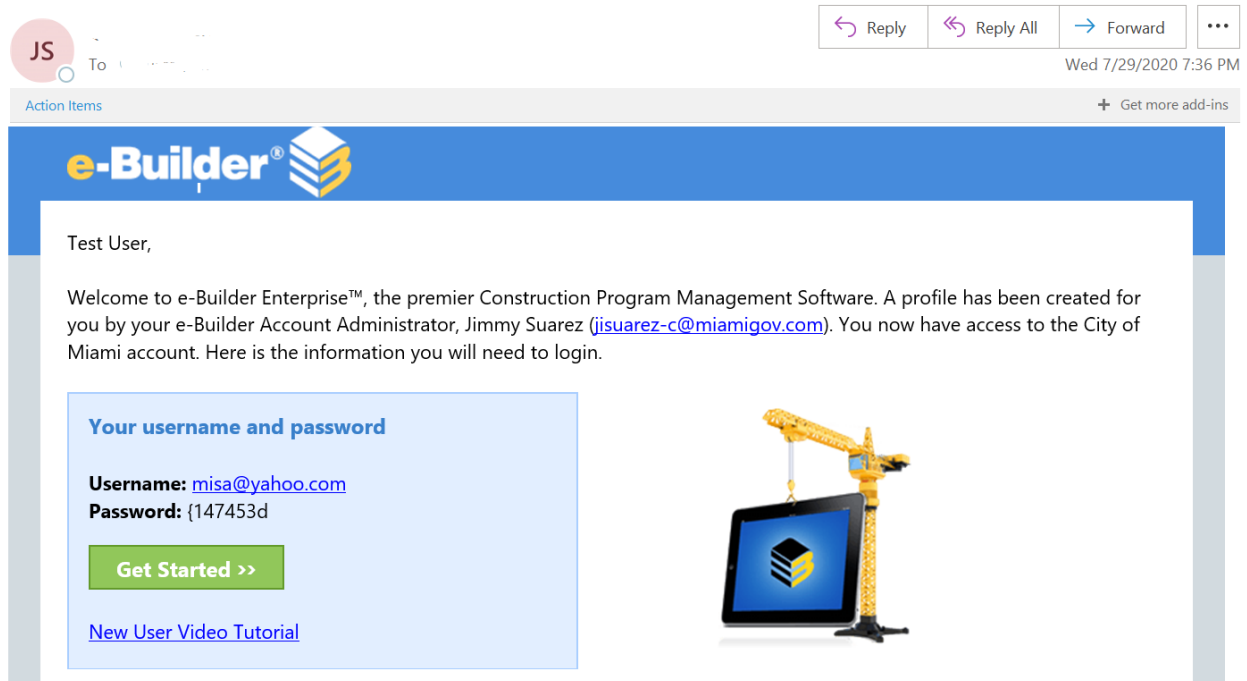 Reply
Reply All
Forward
JS
To
Wed 7/29/2020 7:36 PM
Action Items
+ Get more add-ins
e-Builder®
Test User,
Welcome to e-Builder Enterprise™, the premier Construction Program Management Software. A profile has been created for
you by your e-Builder Account Administrator, Jimmy Suarez (jisuarez-c@miamigov.com). You now have access to the City of
Miami account. Here is the information you will need to login.
Your username and password
Username: misa@yahoo.com
Password: {147453d
Get Started >>
New User Video Tutorial